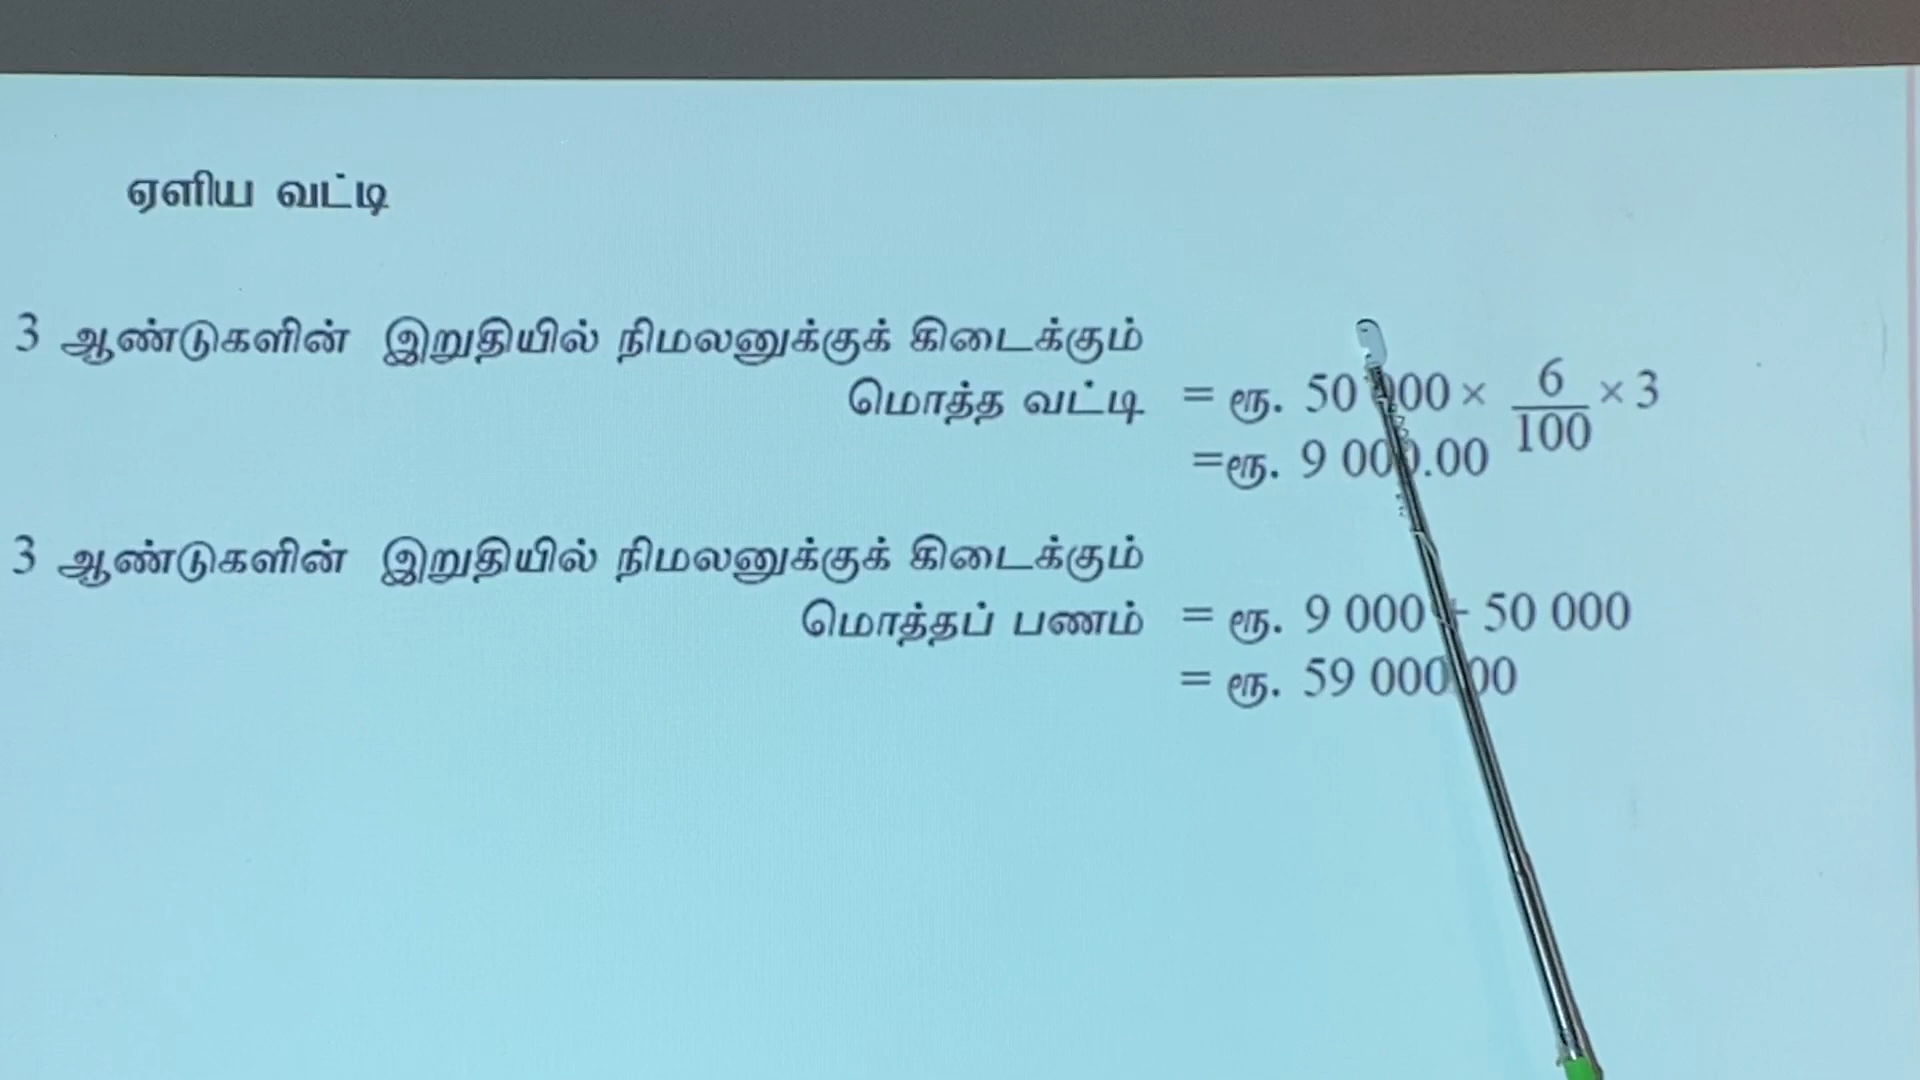 ஏளிய வட்டி
3 ஆண்டுகளின் இறுதியில் நிமலனுக்குக் கிடைக்கும்
மொத்த வட்டி = ரூ. 50 000 × 6/100 × 3
=ரூ. 9 000.00
3 ஆண்டுகளின் இறுதியில் நிமலனுக்குக் கிடைக்கும்
மொத்தப் பணம் = ரூ. 9 000 + 50 000
= ரூ. 59 000.00